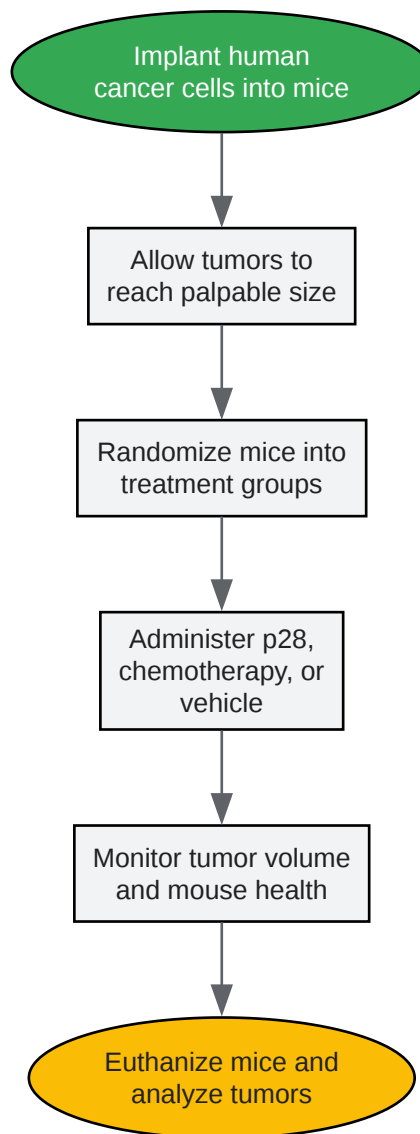 Implant human
cancer cells into mice
Allow tumors to
reach palpable size
Randomize mice into
treatment groups
Administer p28,
chemotherapy, or
vehicle
Monitor tumor volume
and mouse health
Euthanize mice and
analyze tumors